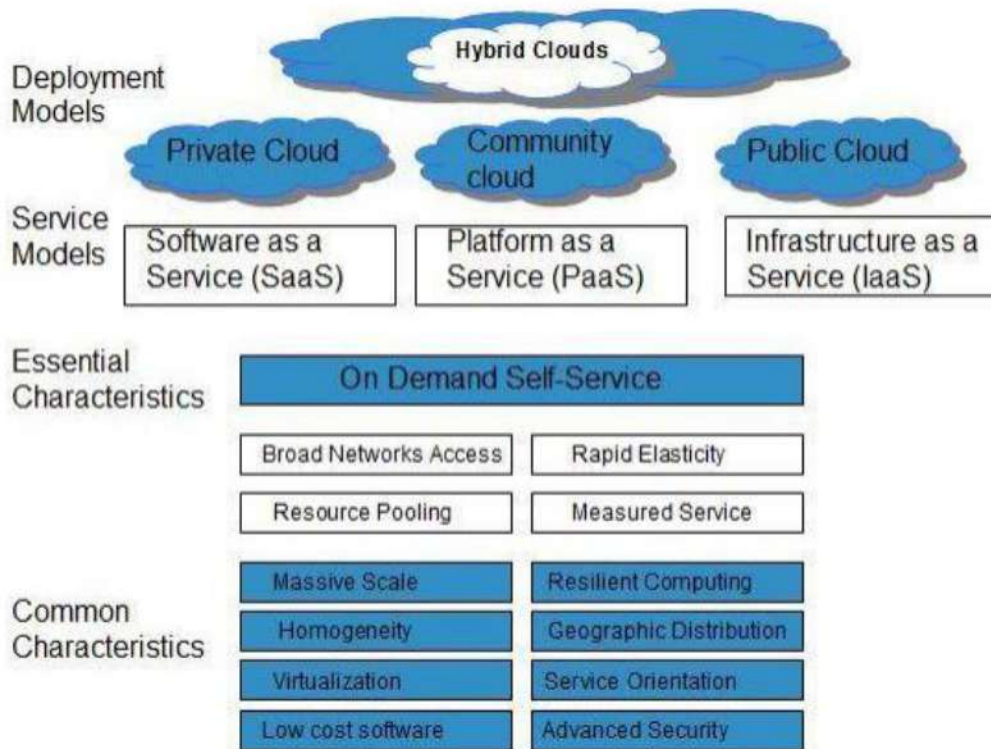 Hybrid Clouds
Deployment
Models
Private Cloud
Community
cloud
Public Cloud
Service
Models
Software as a
Service (SaaS)
Platform as a
Service (PaaS)
Infrastructure as a
Service (IaaS)
Essential
Characteristics
On Demand Self-Service
Broad Networks Access
Rapid Elasticity
Resource Pooling
Measured Service
Common
Characteristics
Massive Scale
Resilient Computing
Homogeneity
Geographic Distribution
Virtualization
Service Orientation
Low cost software
Advanced Security